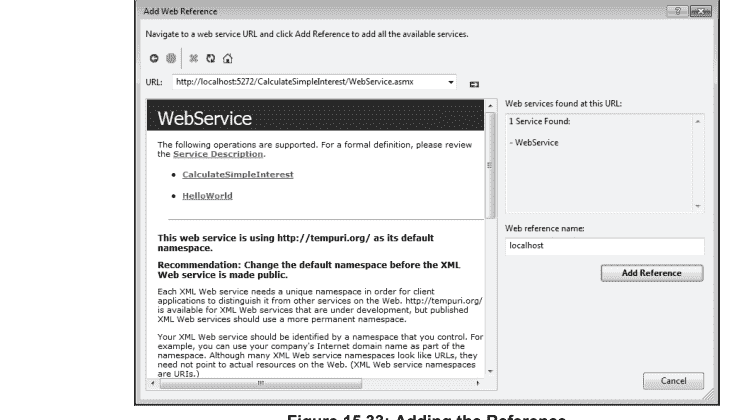 Add Web Reference
Navigate to a web service URL and click Add Reference to add all the available services.
URL: http://localhost:5272/CalculateSimpleInterest/WebService.asmx
WebService
The following operations are supported. For a formal definition, please review
the Service Description.
• CalculateSimpleInterest
• HelloWorld
This web service is using http://tempuri.org/ as its default
namespace.
Recommendation: Change the default namespace before the XML
Web service is made public.
Each XML Web service needs a unique namespace in order for client
applications to distinguish it from other services on the Web. http://tempuri.org/
is available for XML Web services that are under development, but published
XML Web services should use a more permanent namespace.
Your XML Web service should be identified by a namespace that you control. For
example, you can use your company's Internet domain name as part of the
namespace. Although many XML Web service namespaces look like URLs, they
need not point to actual resources on the Web. (XML Web service namespaces
are URIs.)
Web services found at this URL:
1 Service Found:
- WebService
Web reference name:
localhost
Add Reference
Cancel
Figure 15.33: Adding the Reference